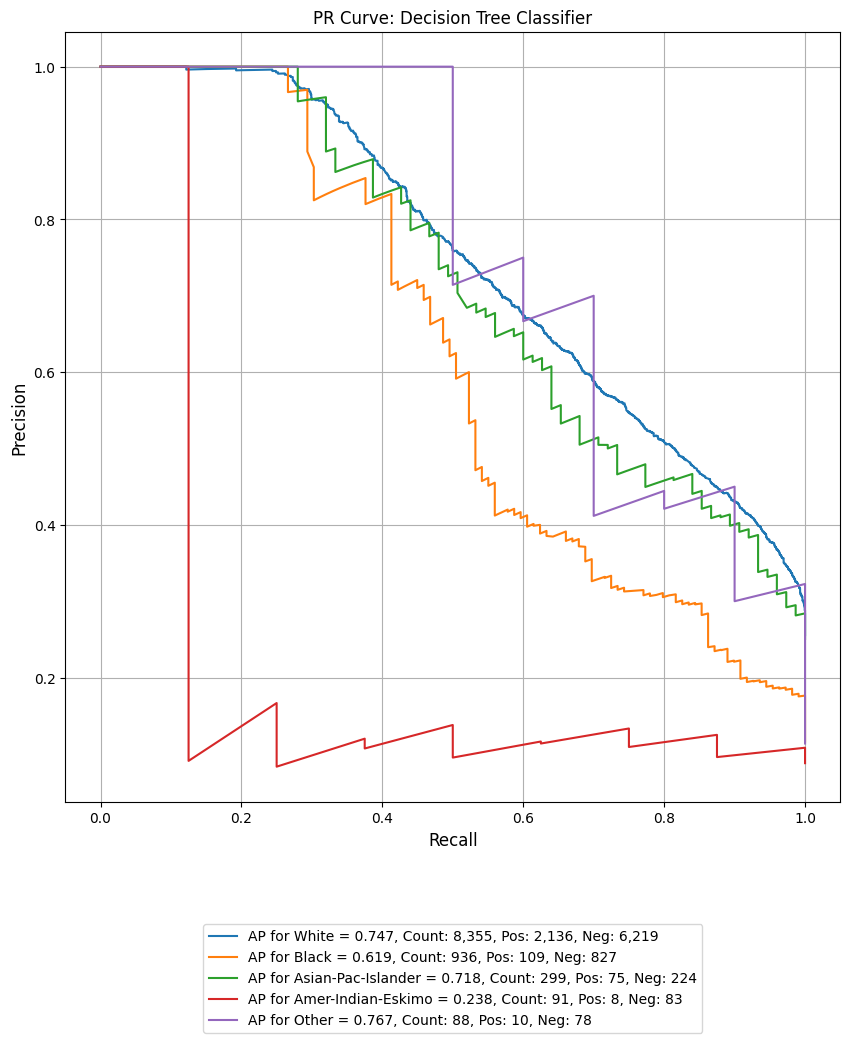 PR Curve: Decision Tree Classifier
1.0
0.8
0.6
0.4
0.2
Precision
0.0 0.2 0.4 0.6 0.8 1.0
Recall
AP for White = 0.747, Count: 8,355, Pos: 2,136, Neg: 6,219
AP for Black = 0.619, Count: 936, Pos: 109, Neg: 827
AP for Asian-Pac-Islander = 0.718, Count: 299, Pos: 75, Neg: 224
AP for Amer-Indian-Eskimo = 0.238, Count: 91, Pos: 8, Neg: 83
AP for Other = 0.767, Count: 88, Pos: 10, Neg: 78